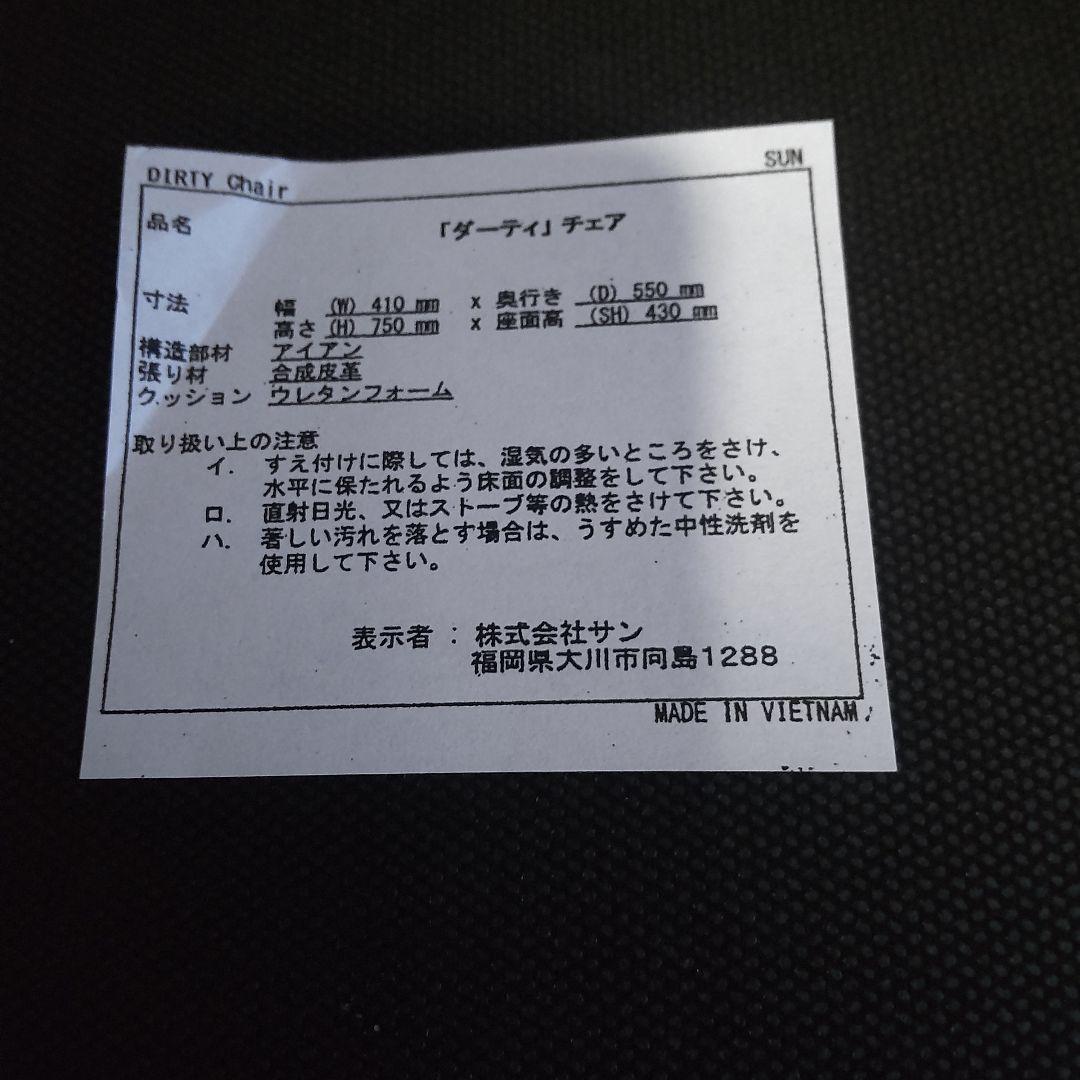 DIRTY Chair SUN
品名 「ダーティ」チェア
寸法 幅 (W) 410 mm x 奥行き (D) 550 mm
高さ (H) 750 mm x 座面高 (SH) 430 mm
構造部材 アイアン
張り材 合成皮革
クッション ウレタンフォーム
取り扱い上の注意
イ. すえ付けに際しては、湿気の多いところをさけ、
水平に保たれるよう床面の調整をして下さい。
ロ. 直射日光、又はストーブ等の熱をさけて下さい。
ハ. 著しい汚れを落とす場合は、うすめた中性洗剤を
使用して下さい。
表示者 : 株式会社サン
福岡県大川市向島1288
MADE IN VIETNAM